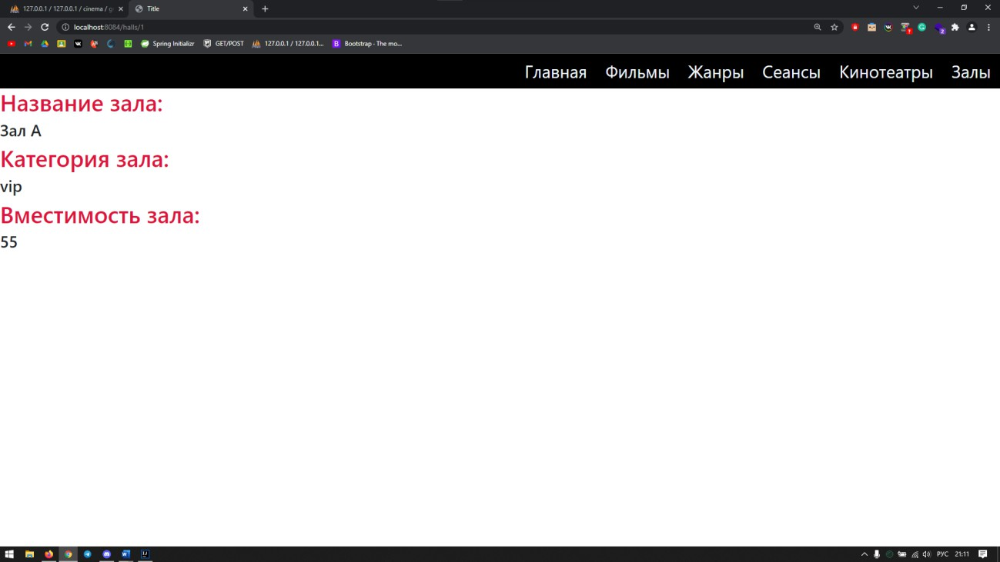 127.0.0.1 / 127.0.0.1 / cinema / g
Title
localhost:8084/halls/1
Spring Initializr
GET/POST
127.0.0.1 / 127.0.0.1...
Bootstrap - The mo...
Главная Фильмы Жанры Сеансы Кинотеатры Залы
Название зала:
Зал А
Категория зала:
vip
Вместимость зала:
55
РУС 21:11